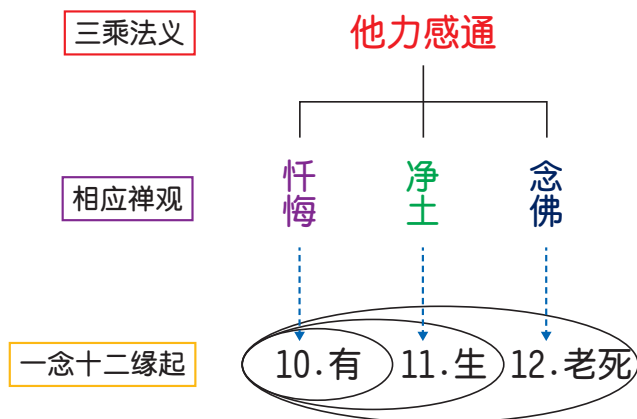 三乘法义
他力感通
相应禅观
忏悔
净土
念佛
一念十二缘起
10.有
11.生
12.老死